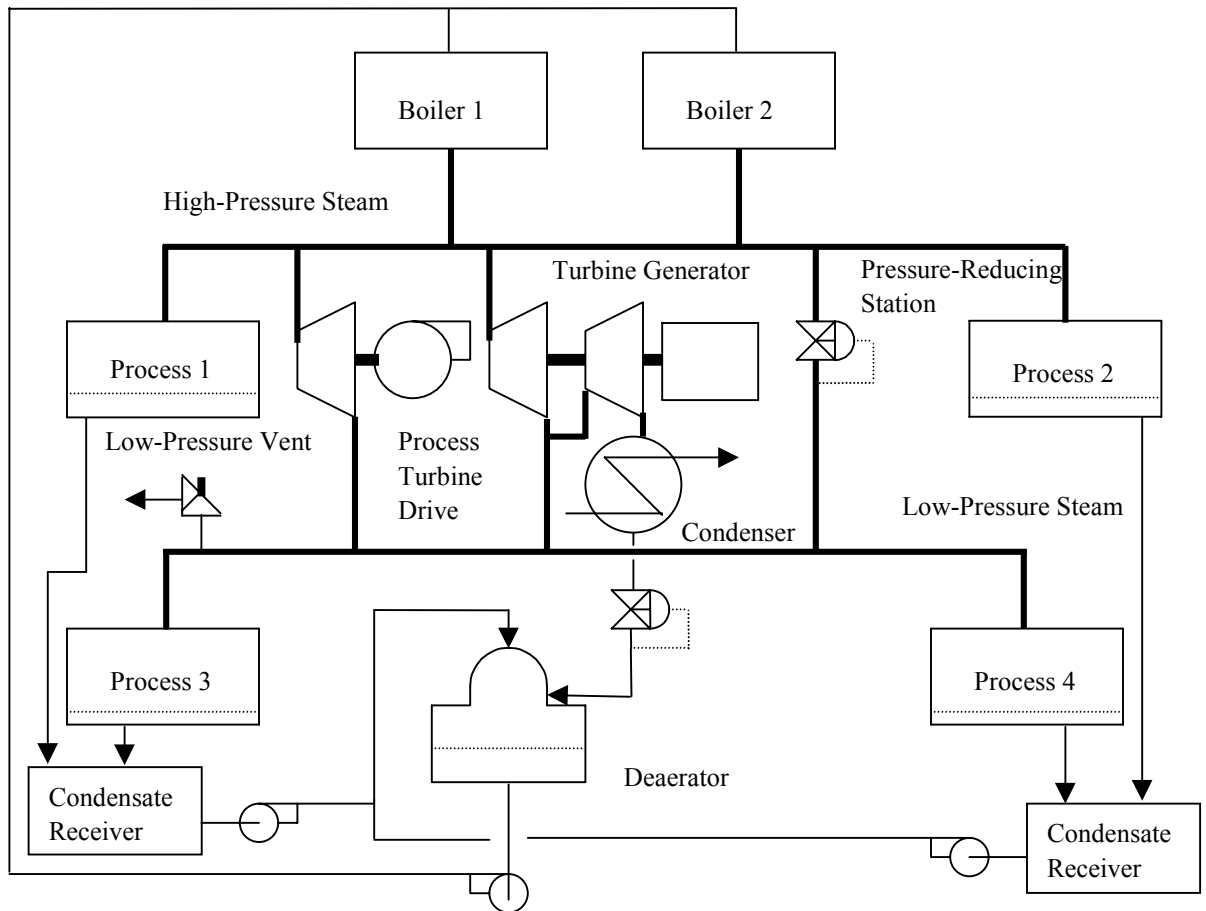 Boiler 1
Boiler 2
High-Pressure Steam
Turbine Generator
Pressure-Reducing
Station
Process 1
Process 2
Low-Pressure Vent
Process
Turbine
Drive
Low-Pressure Steam
Condenser
Process 3
Process 4
Deaerator
Condensate
Receiver
Condensate
Receiver